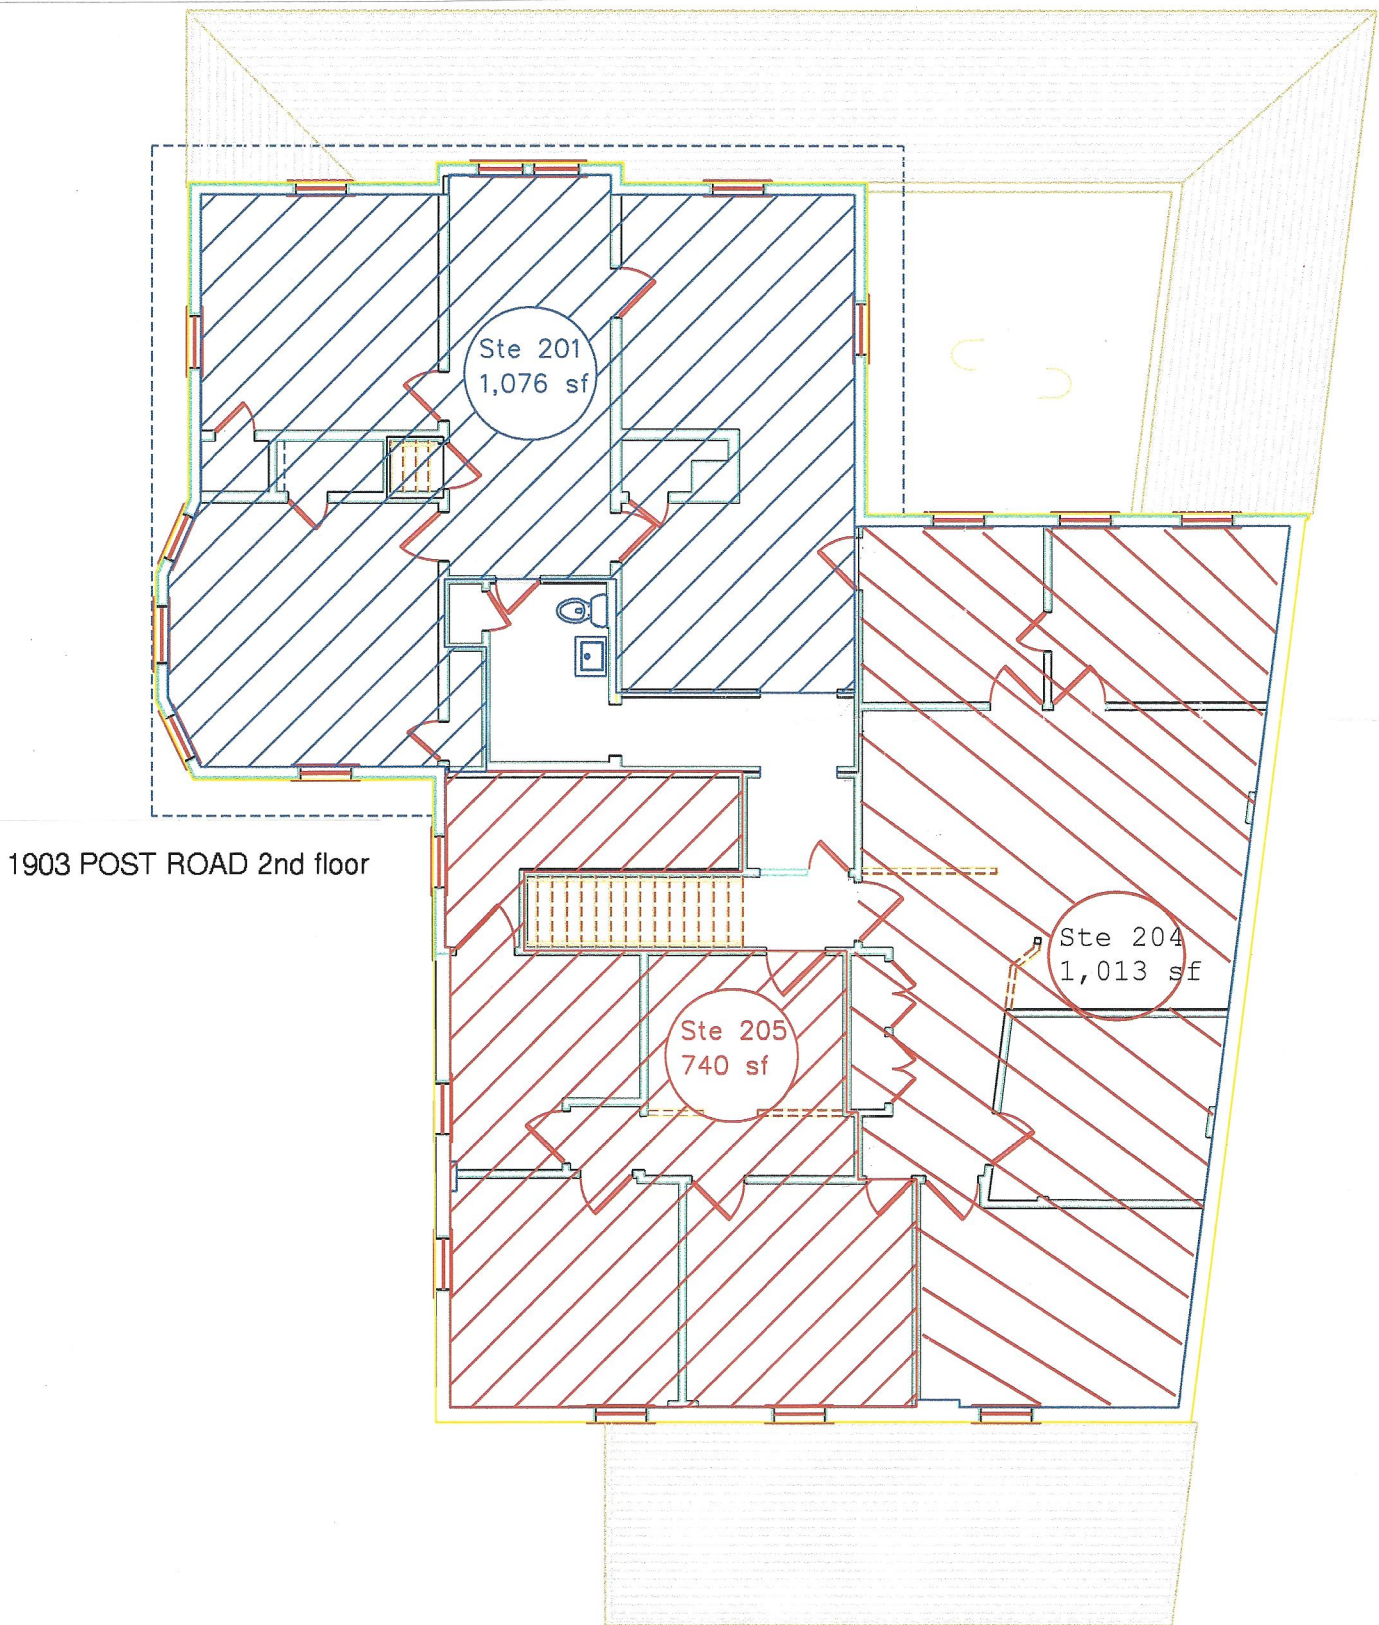 Ste 201
1,076 sf
1903 POST ROAD 2nd floor
Ste 204
1,013 sf
Ste 205
740 sf